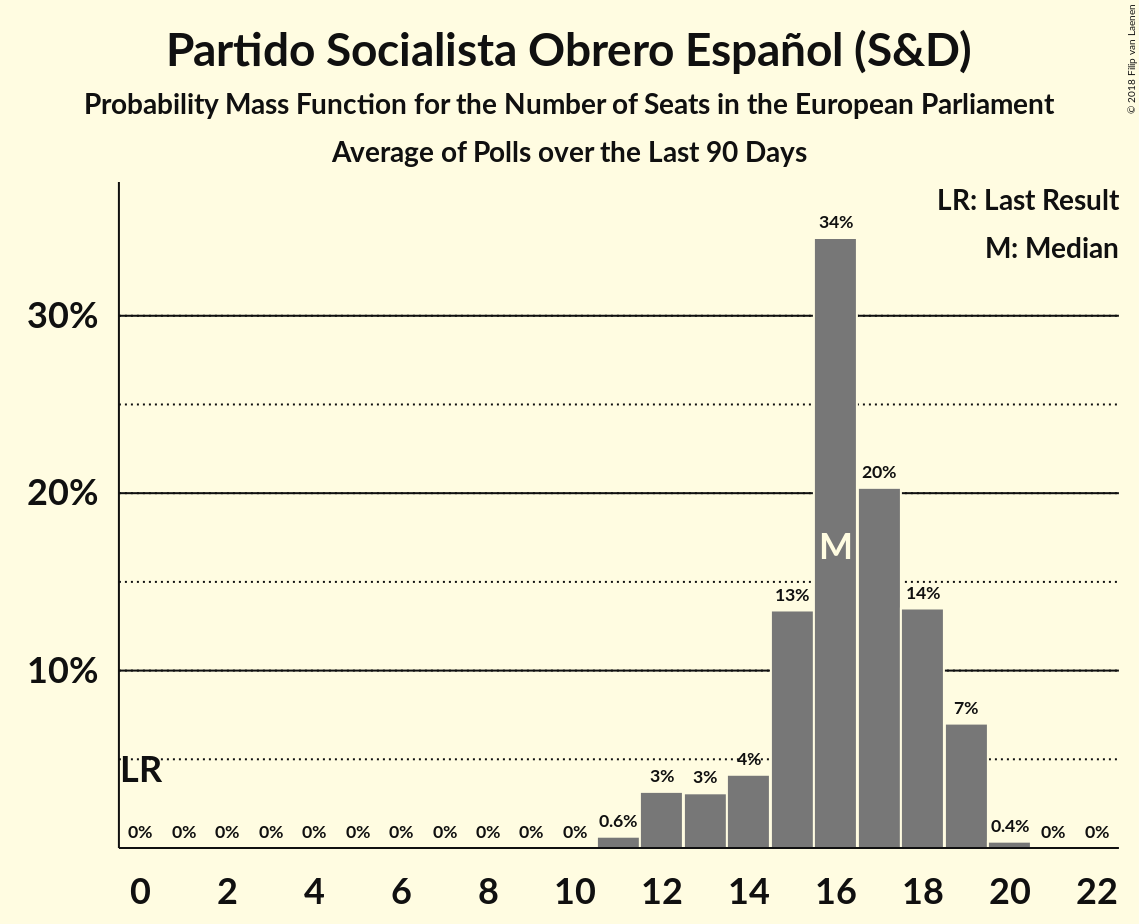 Partido Socialista Obrero Español (S&D)
Probability Mass Function for the Number of Seats in the European Parliament
Average of Polls over the Last 90 Days
© 2018 Filip van Laenen
LR: Last Result
M: Median
34%
30%
20%
20%
M
13%
14%
10%
7%
LR
4%
3%
3%
0%
0%
0%
0%
0%
0%
0%
0%
0%
0%
0%
0.6%
0.4%
0%
0%
0 2 4 6 8 10 12 14 16 18 20 22